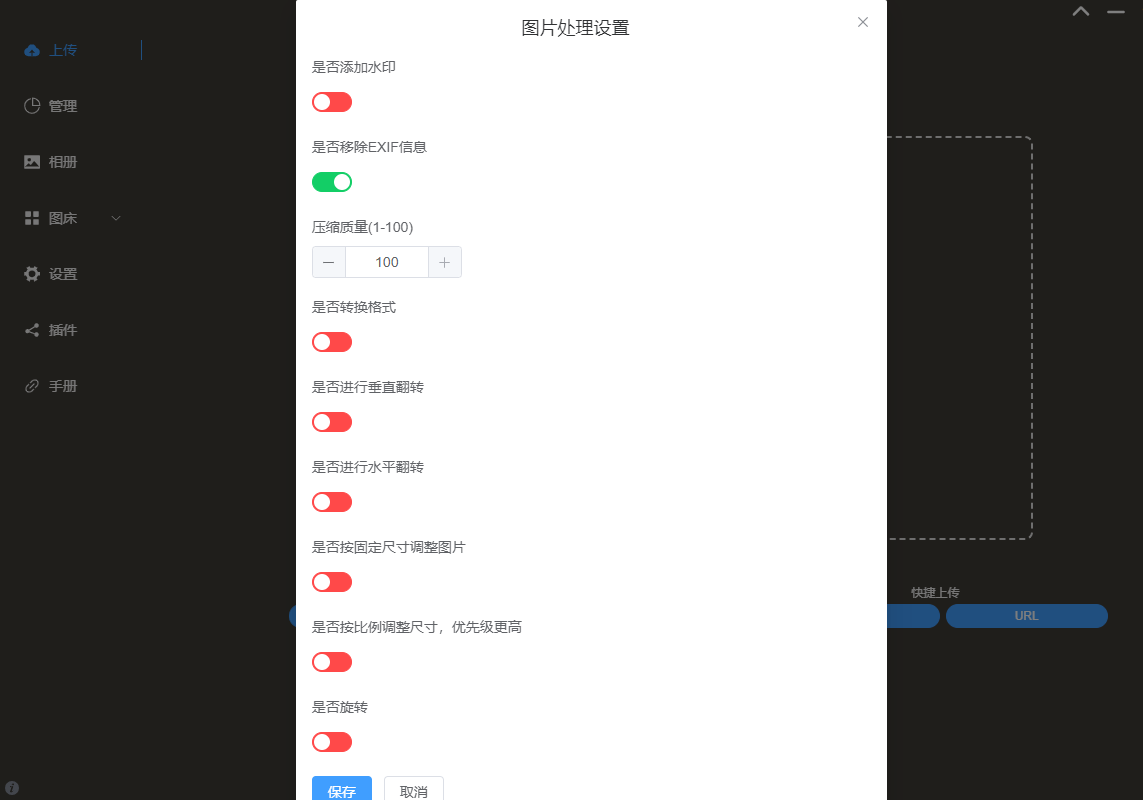 图片处理设置
上传
管理
相册
图床
设置
插件
手册
是否添加水印
是否移除EXIF信息
压缩质量(1-100)
100
是否转换格式
是否进行垂直翻转
是否进行水平翻转
是否按固定尺寸调整图片
是否按比例调整尺寸，优先级更高
是否旋转
保存 取消
快捷上传
URL